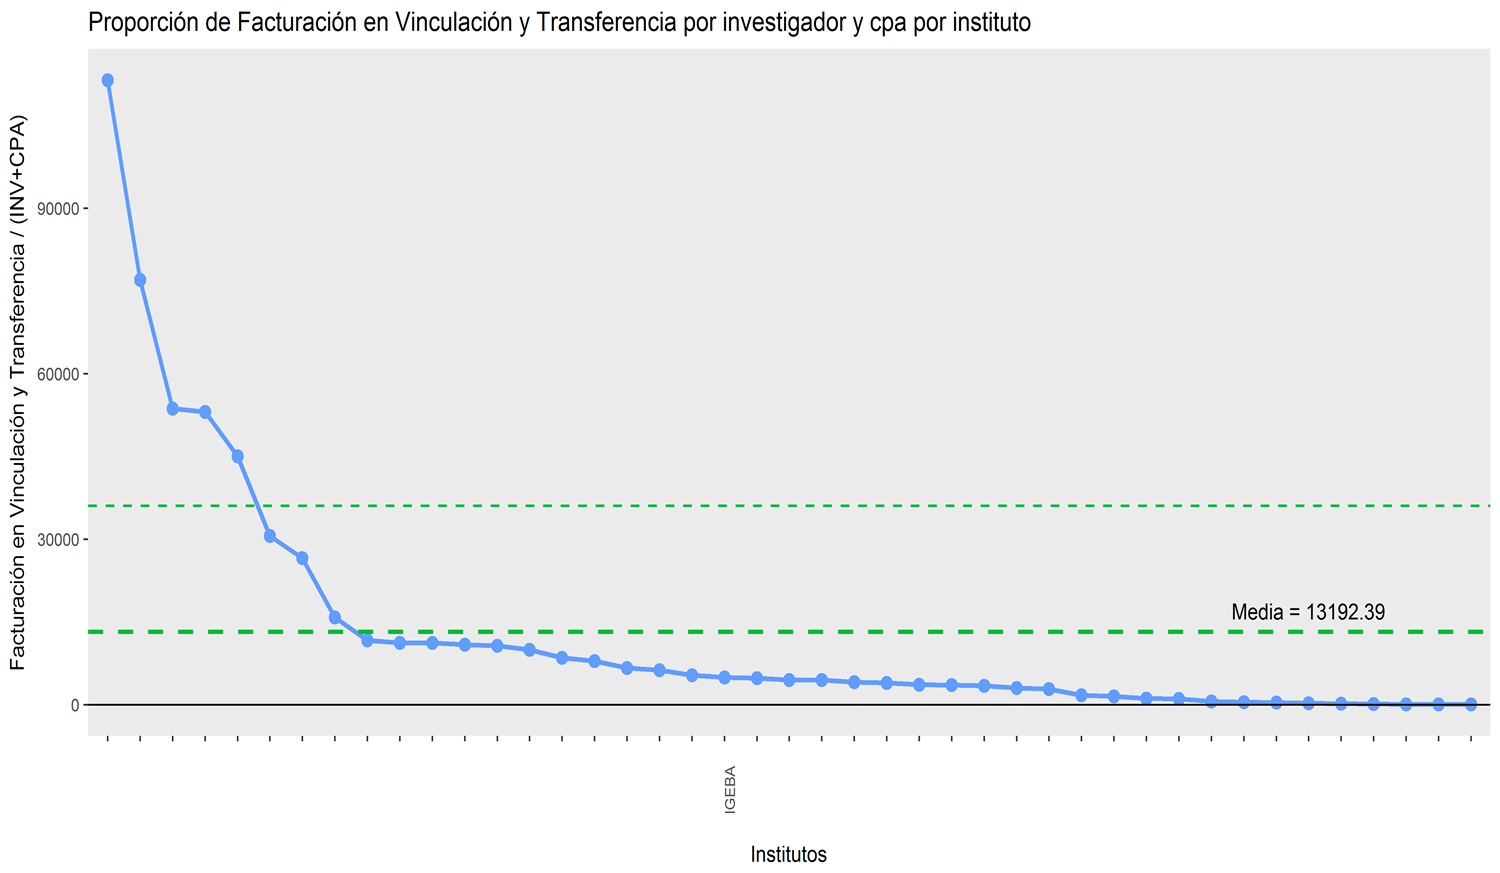 Proporción de Facturación en Vinculación y Transferencia por investigador y cpa por instituto
Facturación en Vinculación y Transferencia / (INV+CPA)
90000
60000
30000
0
Media = 13192.39
IGEBA
Institutos